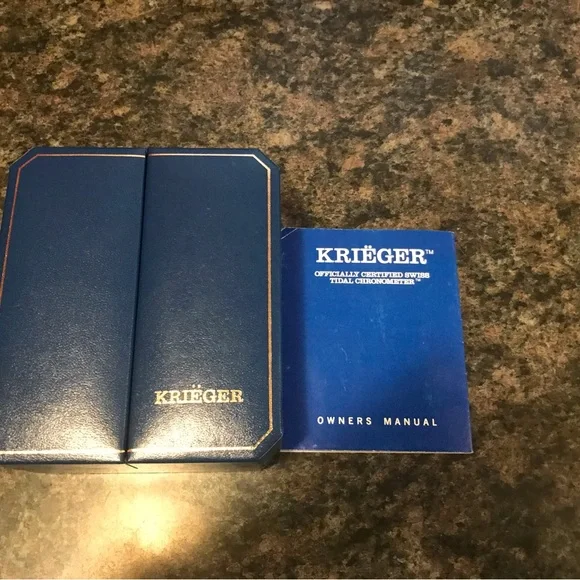 KRIËGER
KRIËGER™
OFFICIALLY CERTIFIED SWISS
TIDAL CHRONOMETER™
OWNERS MANUAL